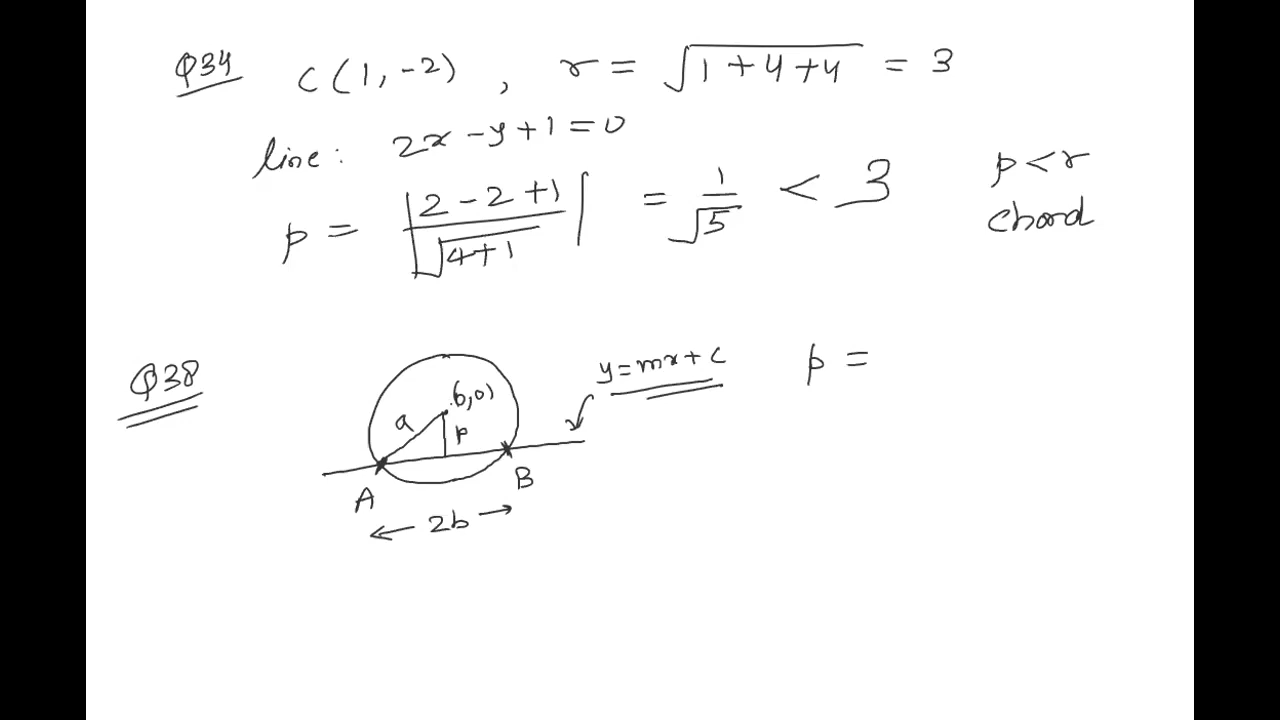 Q34 C(1,-2), r = √(1+4+4) = 3
line: 2x-y+1=0
p = |(2-2+1)/√(4+1)| = 1/√5 < 3 p<r
chord
Q38 y=mx+c p =
(0,0)
a p
A B
← 2b →